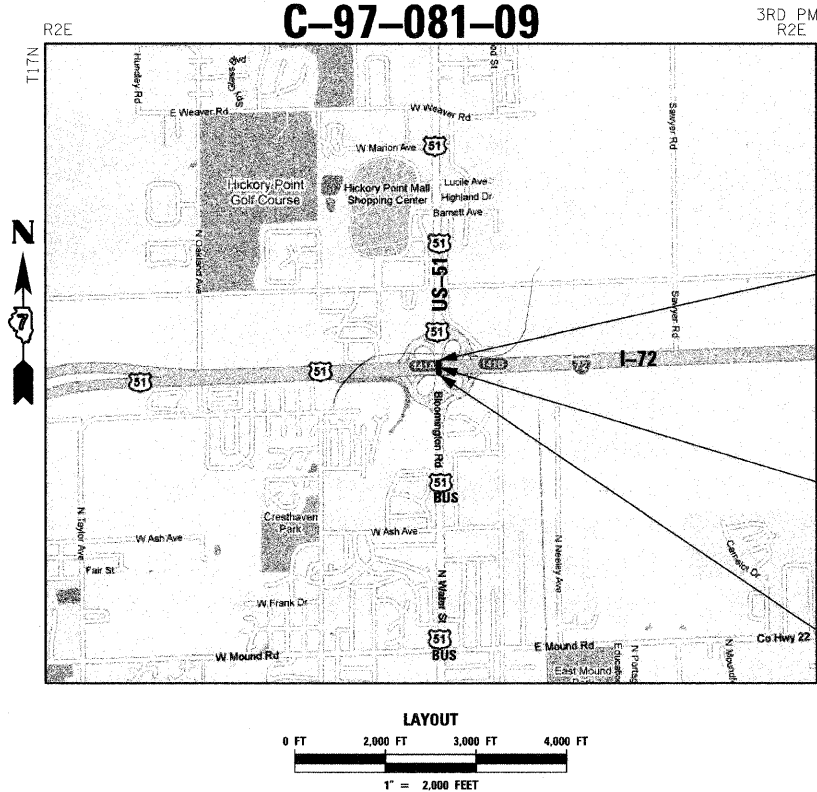 C-97-081-09
R2E
3RD PM
R2E
T17N
Hundley Rd
E Weaver Rd
W Weaver Rd
Sawyer Rd
W Marion Ave
51
Hickory Point
Golf Course
Hickory Point Mall
Shopping Center
Lucile Ave
Highland Dr
Barnett Ave
N
N Oakland Ave
51
US-51
7
51
Sawyer Rd
141A
141B
72
I-72
51
51
Bloomington Rd
51
BUS
Cresthaven
Park
N Taylor Ave
W Ash Ave
W Ash Ave
N Neeley Ave
Camelot Dr
Fair St
W Frank Dr
N Water St
51
BUS
W Mound Rd
E Mound Rd
Co Hwy 22
East Mound
LAYOUT
0 FT 2,000 FT 3,000 FT 4,000 FT
1" = 2,000 FEET